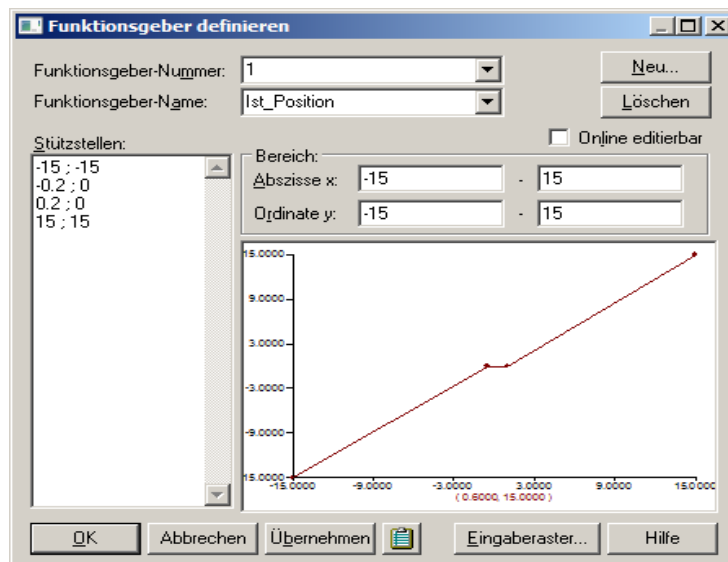 Funktionsgeber definieren
Funktionsgeber-Nummer: 1 Neu...
Funktionsgeber-Name: Ist_Position Löschen
Online editierbar
Stützstellen:
-15 ; -15
-0.2 ; 0
0.2 ; 0
15 ; 15
Bereich:
Abszisse x: -15 - 15
Ordinate y: -15 - 15
15.0000
9.0000
3.0000
-3.0000
-9.0000
15.0000
-15.0000 -9.0000 -3.0000 3.0000 9.0000 15.000
( 0.6000, 15.0000 )
OK Abbrechen Übernehmen Eingaberaster... Hilfe